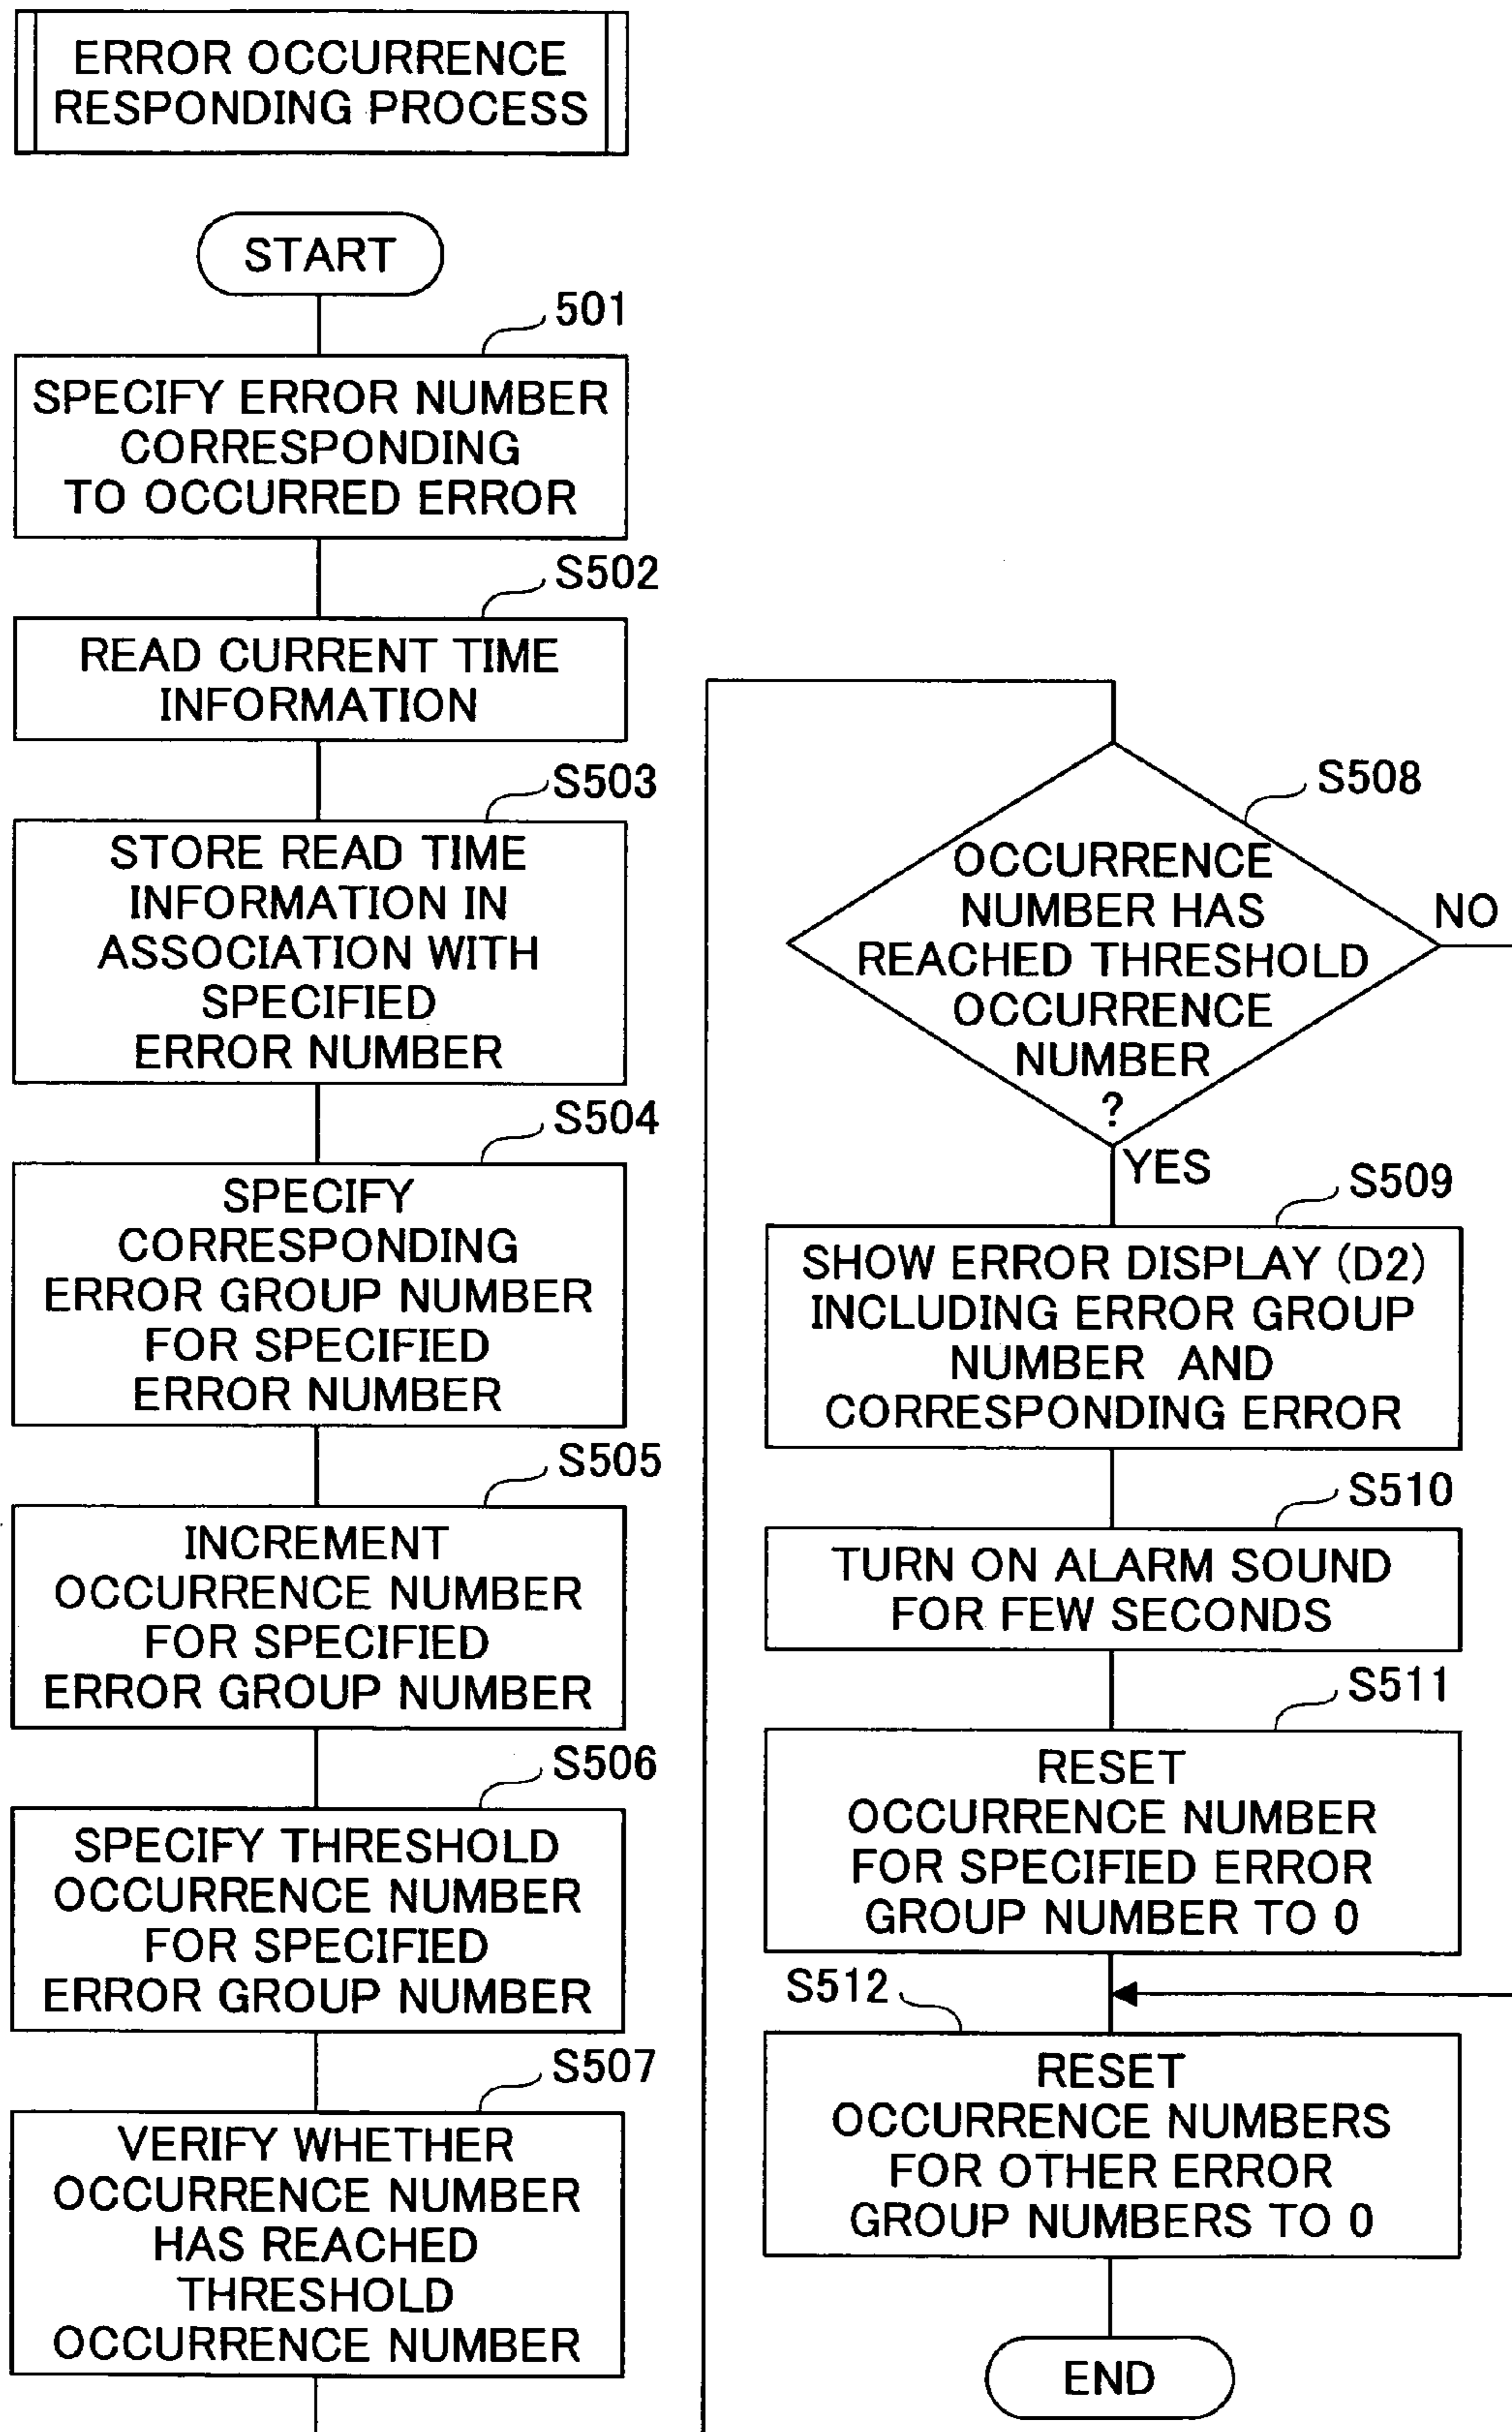 ERROR OCCURRENCE
RESPONDING PROCESS
START
501
SPECIFY ERROR NUMBER
CORRESPONDING
TO OCCURRED ERROR
S502
READ CURRENT TIME
INFORMATION
S503
STORE READ TIME
INFORMATION IN
ASSOCIATION WITH
SPECIFIED
ERROR NUMBER
S504
SPECIFY
CORRESPONDING
ERROR GROUP NUMBER
FOR SPECIFIED
ERROR NUMBER
S505
INCREMENT
OCCURRENCE NUMBER
FOR SPECIFIED
ERROR GROUP NUMBER
S506
SPECIFY THRESHOLD
OCCURRENCE NUMBER
FOR SPECIFIED
ERROR GROUP NUMBER
S507
VERIFY WHETHER
OCCURRENCE NUMBER
HAS REACHED
THRESHOLD
OCCURRENCE NUMBER
S508
OCCURRENCE
NUMBER HAS
REACHED THRESHOLD
OCCURRENCE
NUMBER
?
NO
YES
S509
SHOW ERROR DISPLAY (D2)
INCLUDING ERROR GROUP
NUMBER AND
CORRESPONDING ERROR
S510
TURN ON ALARM SOUND
FOR FEW SECONDS
S511
RESET
OCCURRENCE NUMBER
FOR SPECIFIED ERROR
GROUP NUMBER TO 0
S512
RESET
OCCURRENCE NUMBERS
FOR OTHER ERROR
GROUP NUMBERS TO 0
END